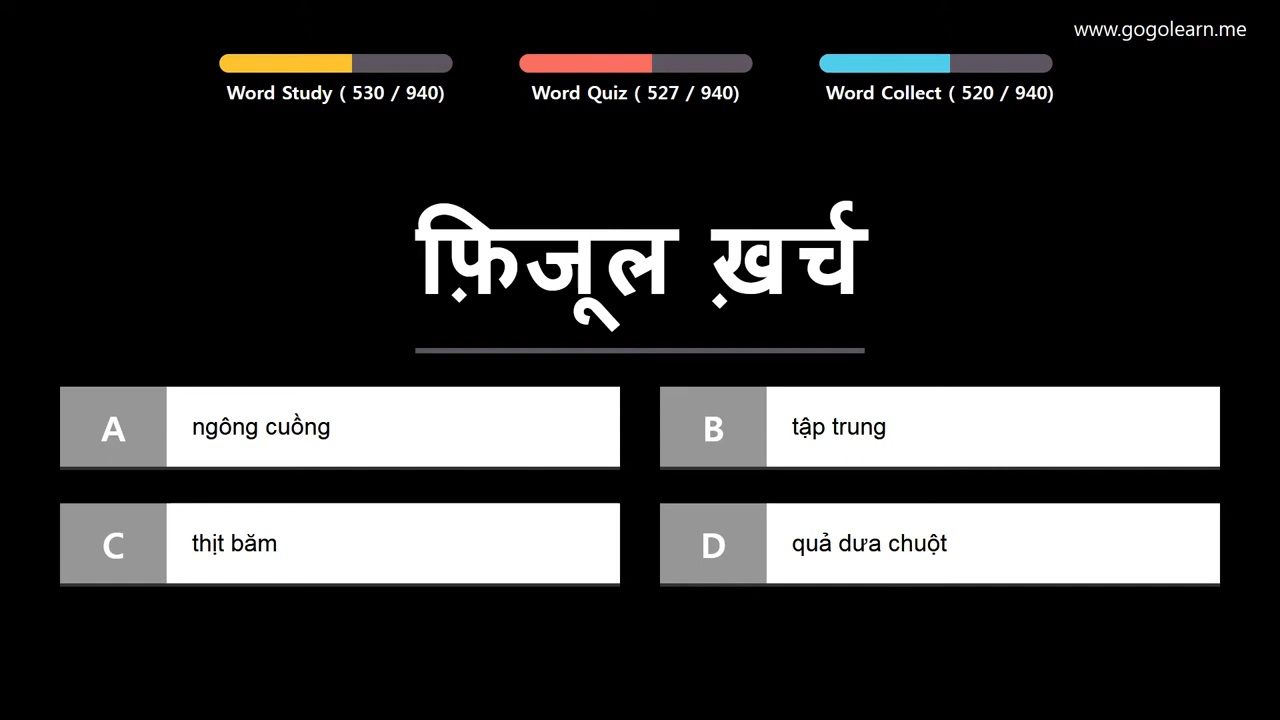 www.gogolearn.me
Word Study ( 530 / 940)
Word Quiz ( 527 / 940)
Word Collect ( 520 / 940)
फ़िजूल ख़र्च
A ngông cuồng
B tập trung
C thịt băm
D quả dưa chuột